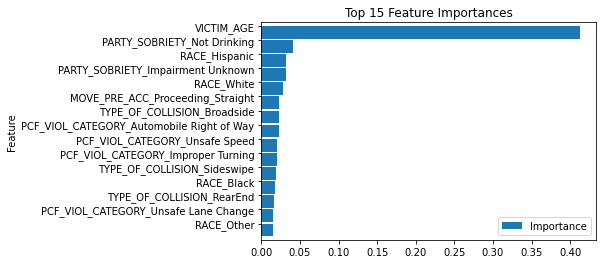 Top 15 Feature Importances
VICTIM_AGE
PARTY_SOBRIETY_Not Drinking
RACE_Hispanic
PARTY_SOBRIETY_Impairment Unknown
RACE_White
MOVE_PRE_ACC_Proceeding_Straight
TYPE_OF_COLLISION_Broadside
PCF_VIOL_CATEGORY_Automobile Right of Way
PCF_VIOL_CATEGORY_Unsafe Speed
PCF_VIOL_CATEGORY_Improper Turning
TYPE_OF_COLLISION_Sideswipe
RACE_Black
TYPE_OF_COLLISION_RearEnd
PCF_VIOL_CATEGORY_Unsafe Lane Change
RACE_Other
Feature
Importance
0.00 0.05 0.10 0.15 0.20 0.25 0.30 0.35 0.40